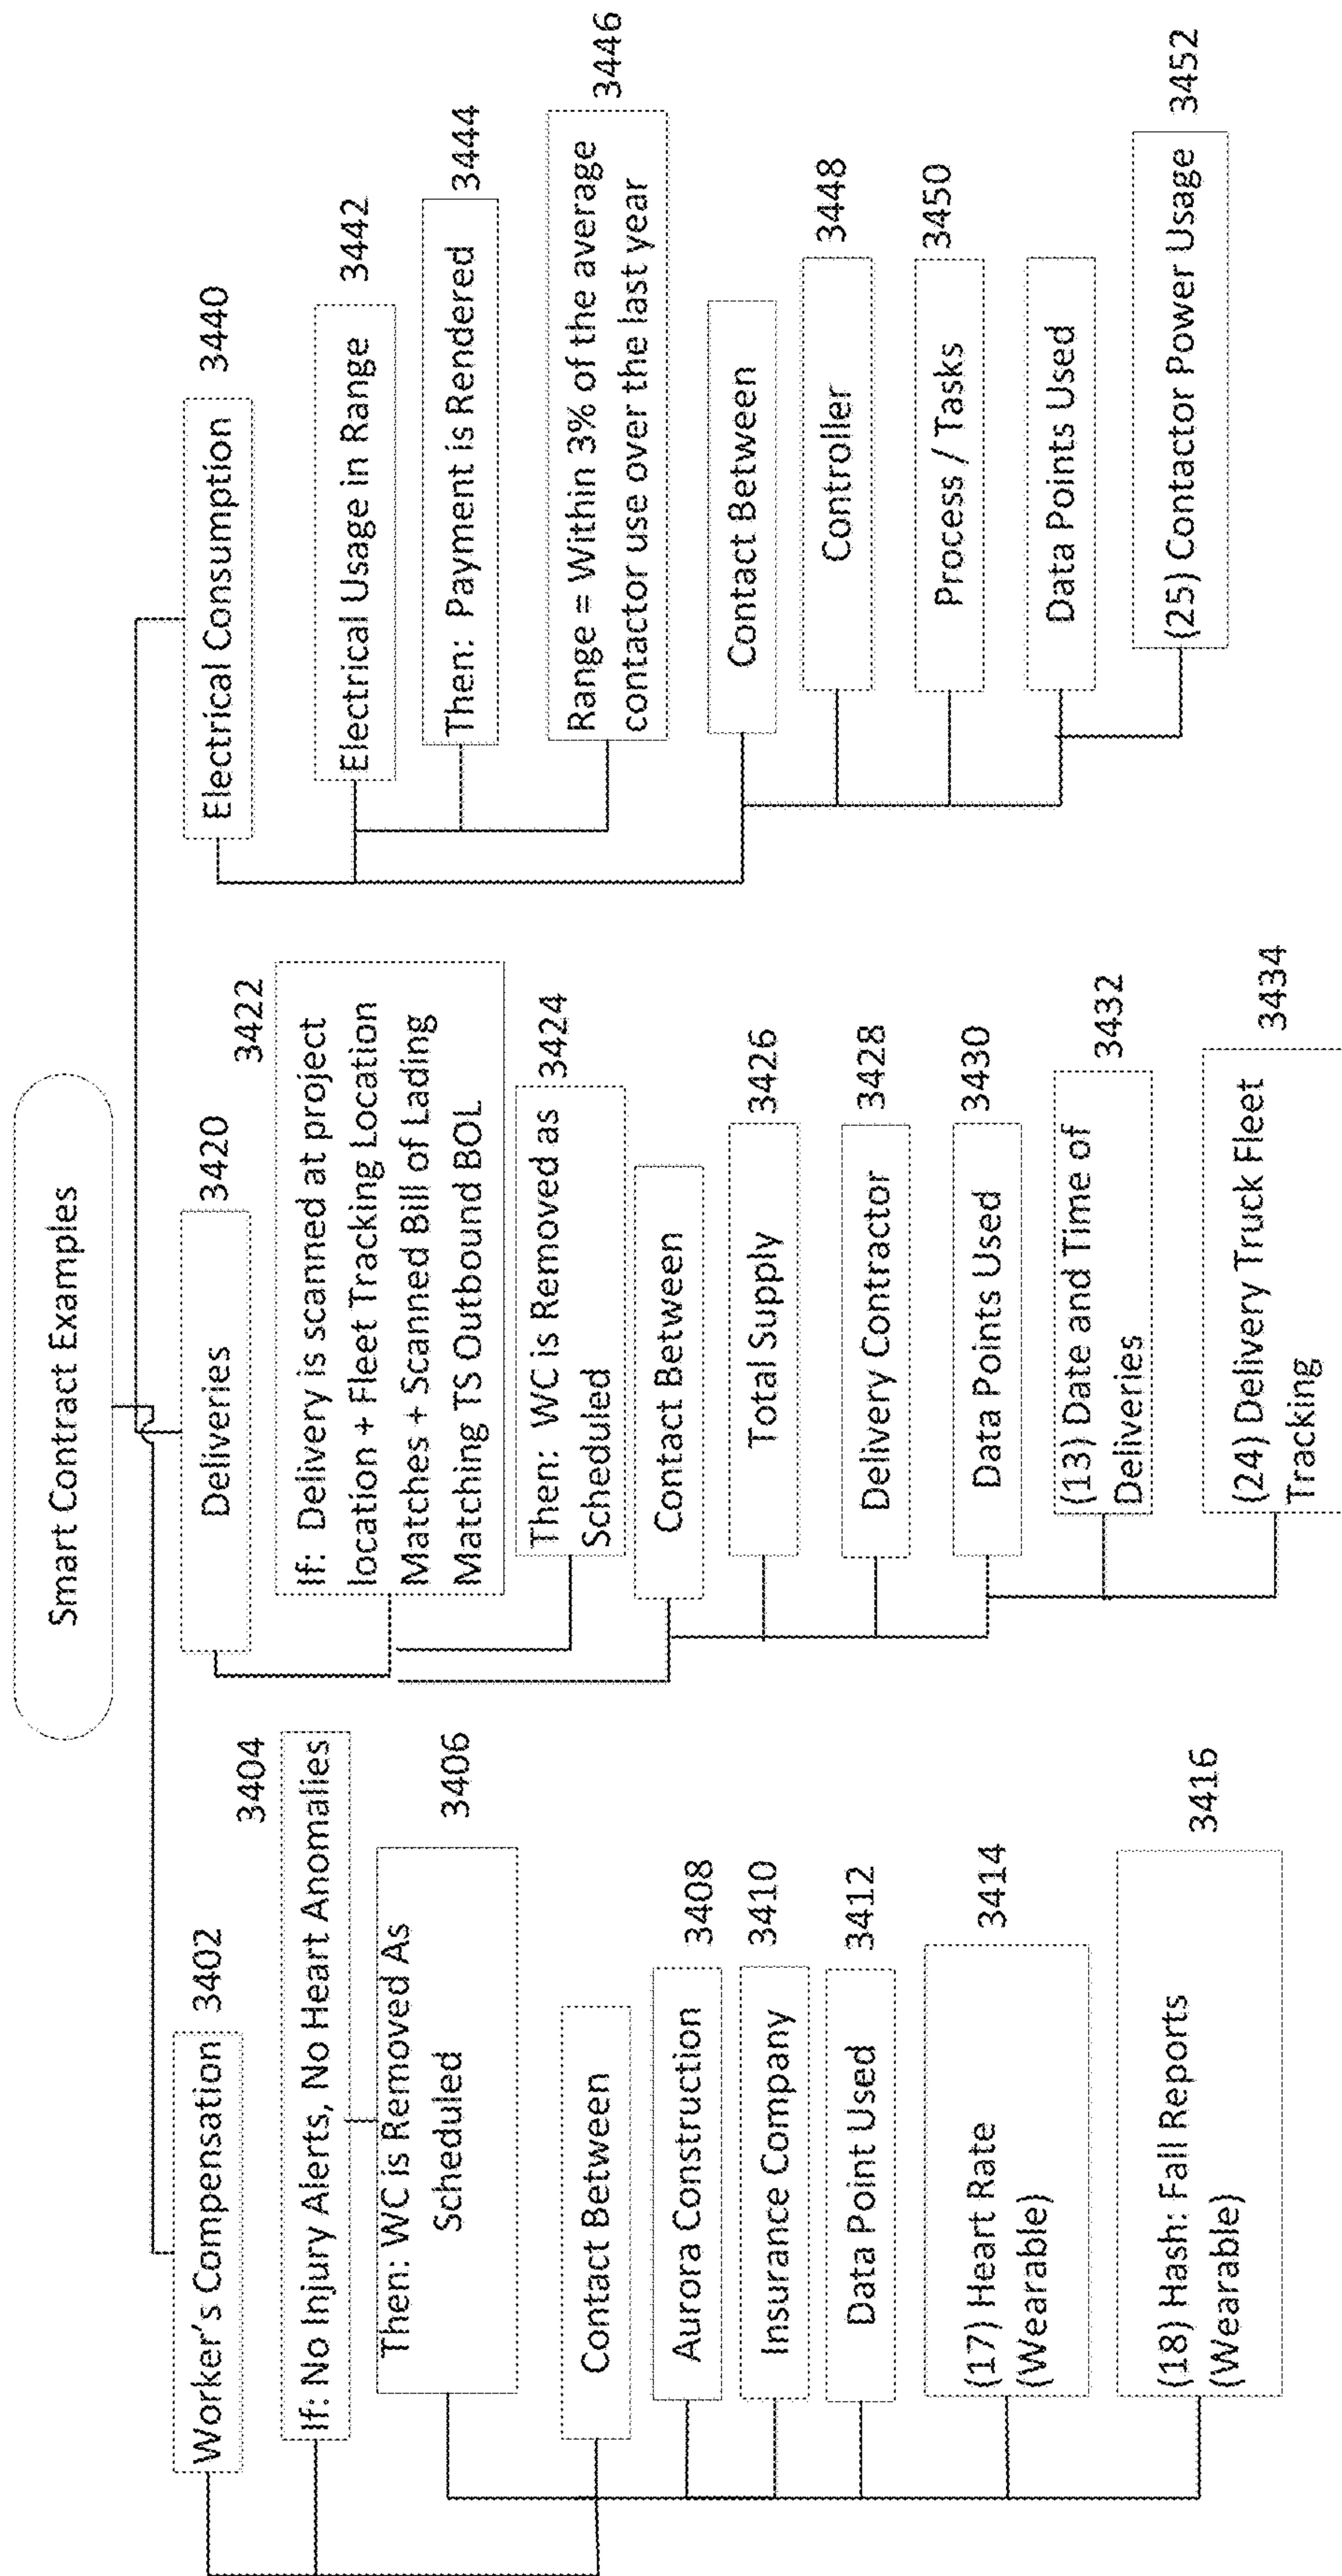 Smart Contract Examples
Worker's Compensation
3402
If: No Injury Alerts, No Heart Anomalies
3404
Then: WC is Removed As
Scheduled
3406
Contact Between
Aurora Construction
3408
Insurance Company
3410
Data Point Used
3412
(17) Heart Rate
(Wearable)
3414
(18) Hash: Fall Reports
(Wearable)
3416
Deliveries
3420
If: Delivery is scanned at project
location + Fleet Tracking Location
Matches + Scanned Bill of Lading
Matching TS Outbound BOL
3422
Then: WC is Removed as
Scheduled
3424
Contact Between
Total Supply
3426
Delivery Contractor
3428
Data Points Used
3430
(13) Date and Time of
Deliveries
3432
(24) Delivery Truck Fleet
Tracking
3434
Electrical Consumption
3440
Electrical Usage in Range
3442
Then: Payment is Rendered
3444
Range = Within 3% of the average
contactor use over the last year
3446
Contact Between
Controller
3448
Process / Tasks
3450
Data Points Used
(25) Contactor Power Usage
3452